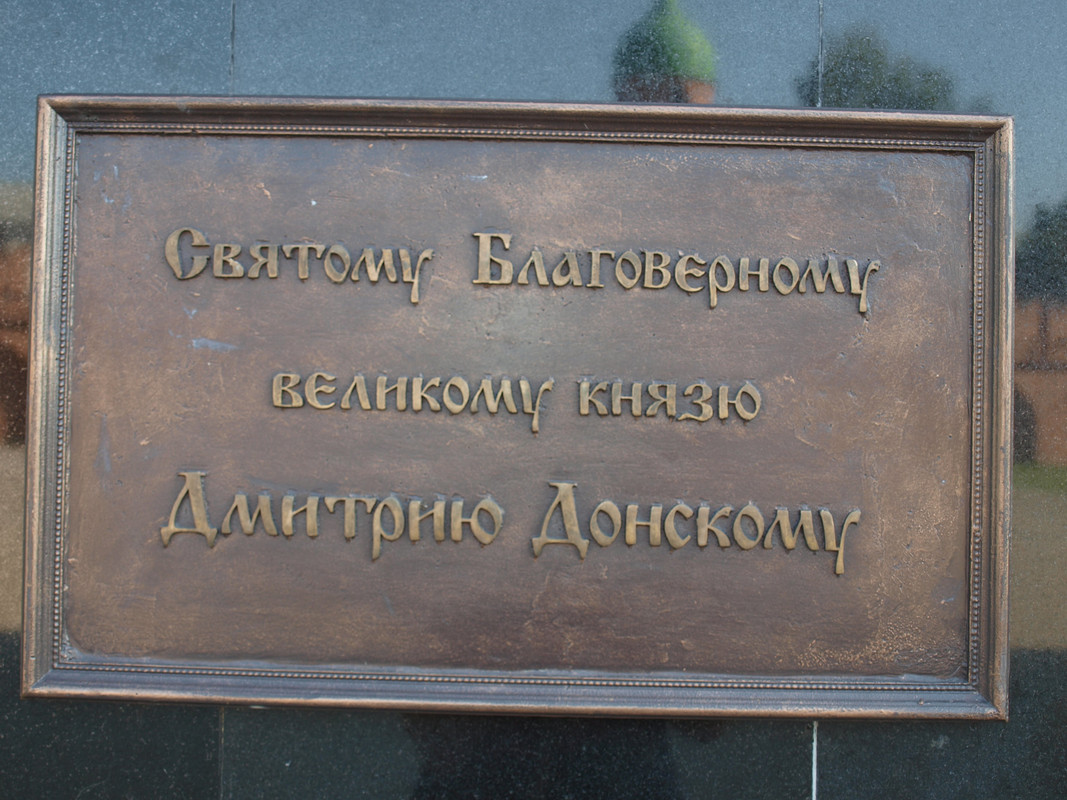 Святому Благоверному
великому князю
Дмитрию Донскому